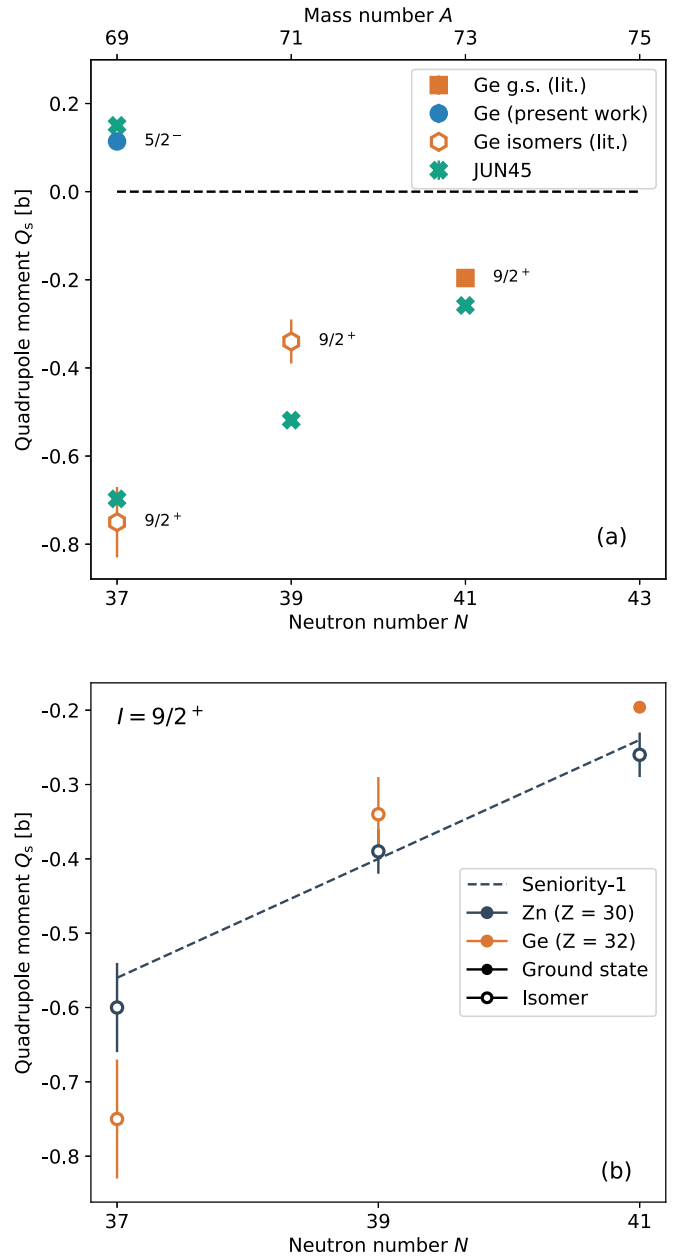 Mass number A
69 71 73 75
0.2
0.0
-0.2
-0.4
-0.6
-0.8
Quadrupole moment Qs [b]
Ge g.s. (lit.)
Ge (present work)
Ge isomers (lit.)
JUN45
5/2⁻
9/2⁺
9/2⁺
9/2⁺
(a)
37 39 41 43
Neutron number N
I = 9/2⁺
-0.2
-0.3
-0.4
-0.5
-0.6
-0.7
-0.8
Quadrupole moment Qs [b]
Seniority-1
Zn (Z = 30)
Ge (Z = 32)
Ground state
Isomer
(b)
37 39 41
Neutron number N